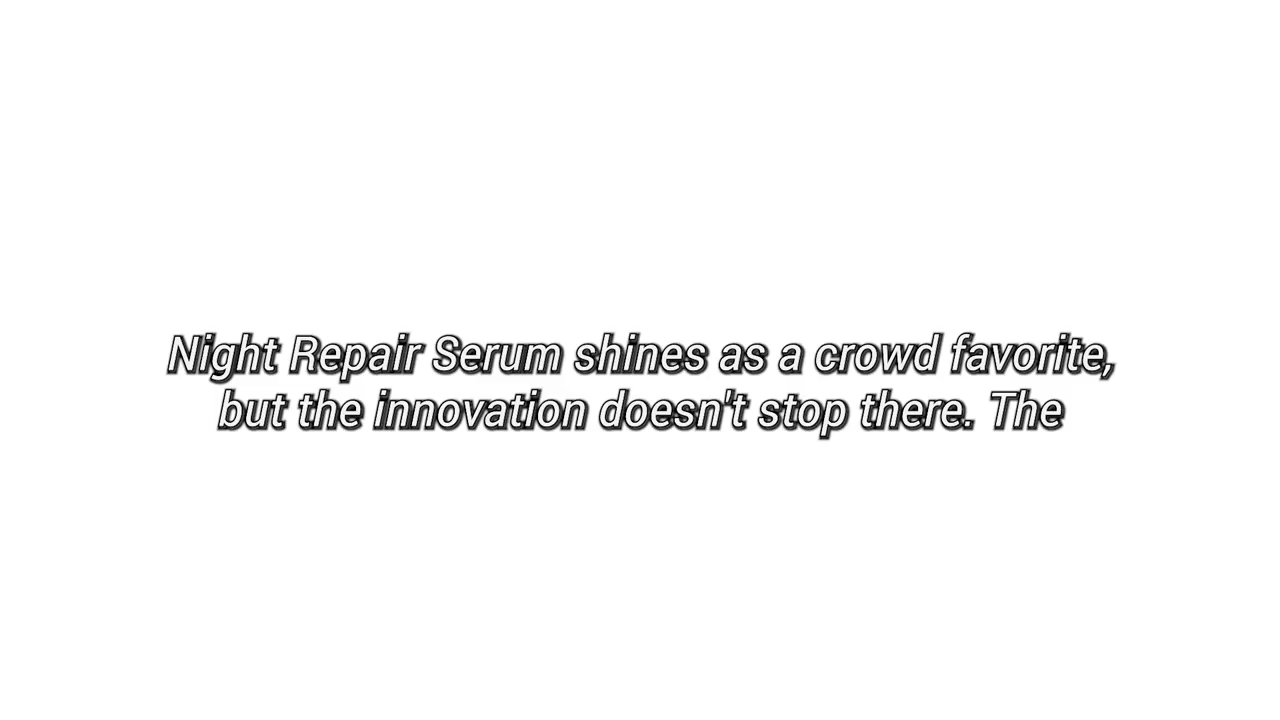 Night Repair Serum shines as a crowd favorite,
but the innovation doesn't stop there. The